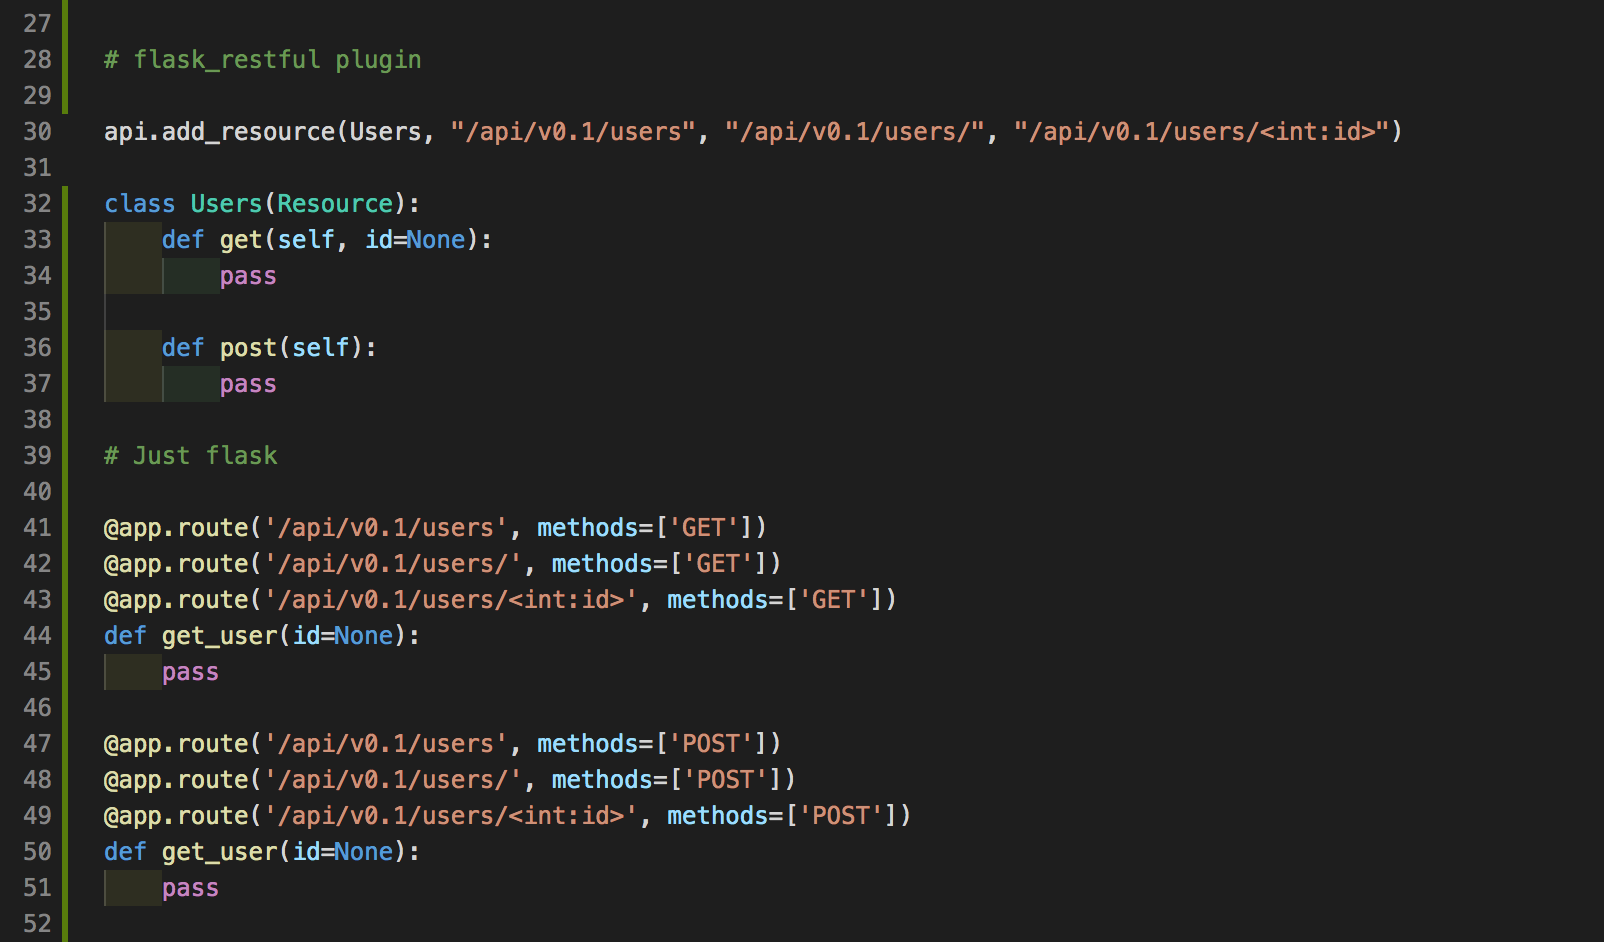 27
28 # flask_restful plugin
29
30 api.add_resource(Users, "/api/v0.1/users", "/api/v0.1/users/", "/api/v0.1/users/<int:id>")
31
32 class Users(Resource):
33     def get(self, id=None):
34         pass
35
36     def post(self):
37         pass
38
39 # Just flask
40
41 @app.route('/api/v0.1/users', methods=['GET'])
42 @app.route('/api/v0.1/users/', methods=['GET'])
43 @app.route('/api/v0.1/users/<int:id>', methods=['GET'])
44 def get_user(id=None):
45     pass
46
47 @app.route('/api/v0.1/users', methods=['POST'])
48 @app.route('/api/v0.1/users/', methods=['POST'])
49 @app.route('/api/v0.1/users/<int:id>', methods=['POST'])
50 def get_user(id=None):
51     pass
52